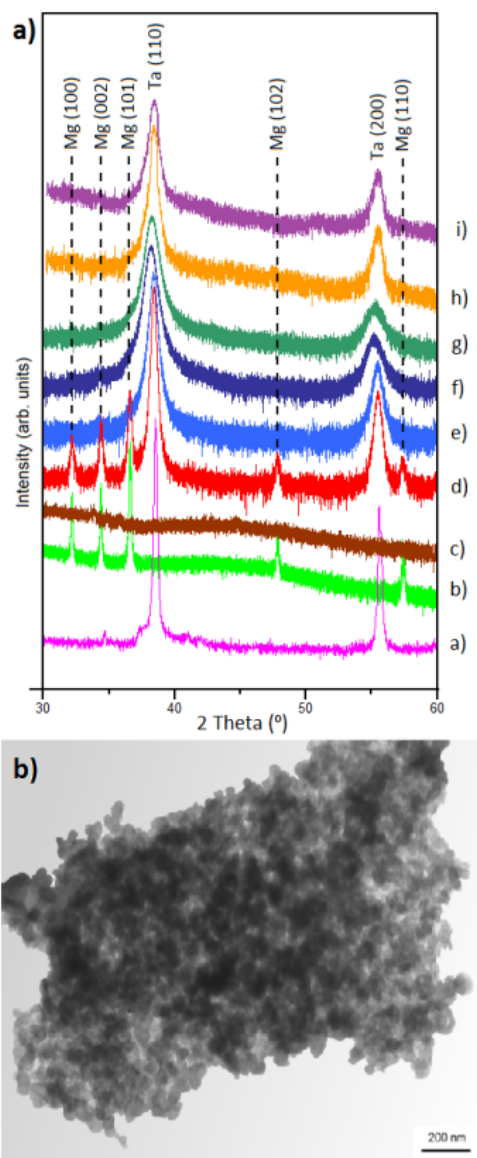 a)
Mg (100)
Mg (002)
Mg (101)
Ta (110)
Mg (102)
Ta (200)
Mg (110)
i)
h)
g)
f)
e)
d)
c)
b)
a)
Intensity (arb. units)
30 40 50 60
2 Theta (º)
b)
200 nm